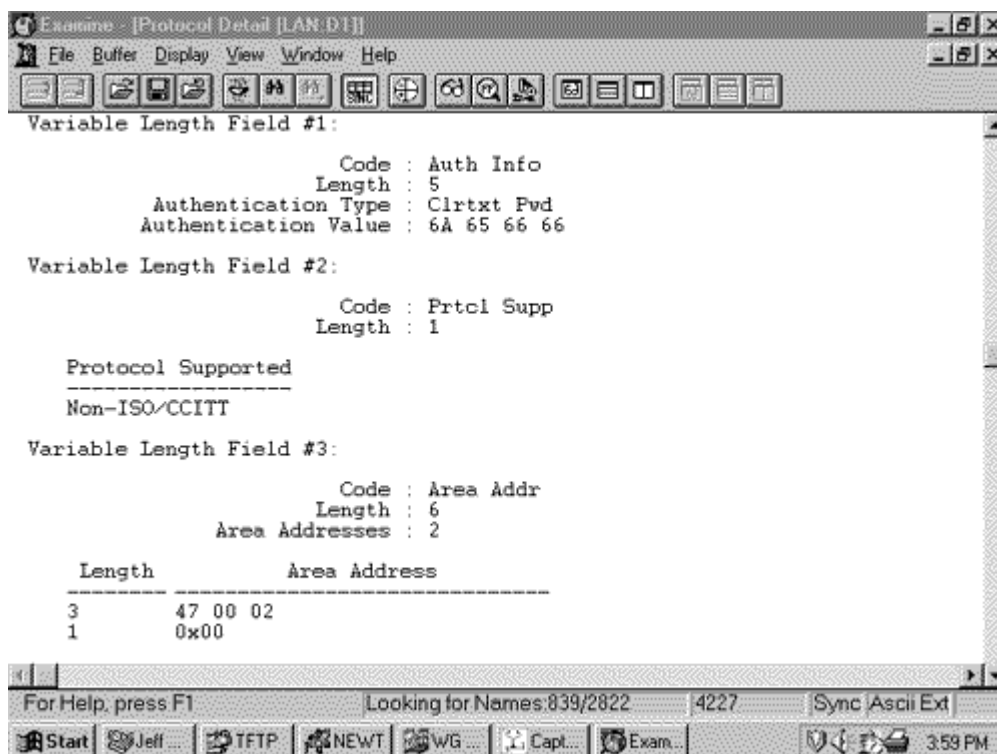 Examine - [Protocol Detail [LAN:D1]]
File Buffer Display View Window Help
SYNC
Variable Length Field #1:
Code : Auth Info
Length : 5
Authentication Type : Clrtxt Pwd
Authentication Value : 6A 65 66 66
Variable Length Field #2:
Code : Prtcl Supp
Length : 1
Protocol Supported
------------------
Non-ISO/CCITT
Variable Length Field #3:
Code : Area Addr
Length : 6
Area Addresses : 2
Length Area Address
-------- ------------------------------
3 47 00 02
1 0x00
For Help, press F1 Looking for Names:839/2822 4227 Sync Ascii Ext
Start Jeff ... TFTP NEWT WG ... Capt... Exam... 3:59 PM